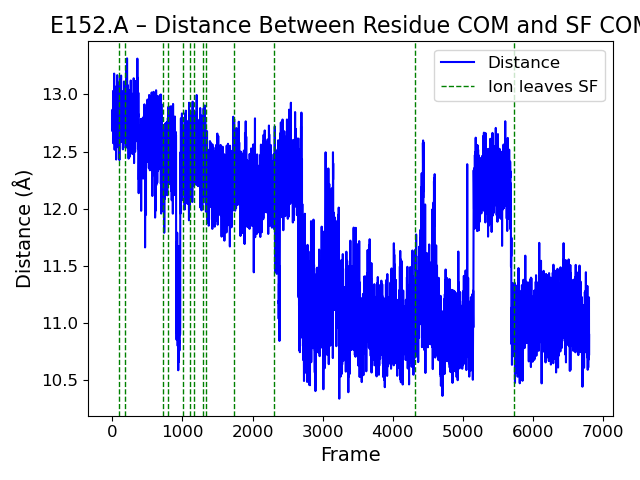 E152.A – Distance Between Residue COM and SF COM
Distance
Ion leaves SF
Distance (Å)
13.0
12.5
12.0
11.5
11.0
10.5
0 1000 2000 3000 4000 5000 6000 7000
Frame